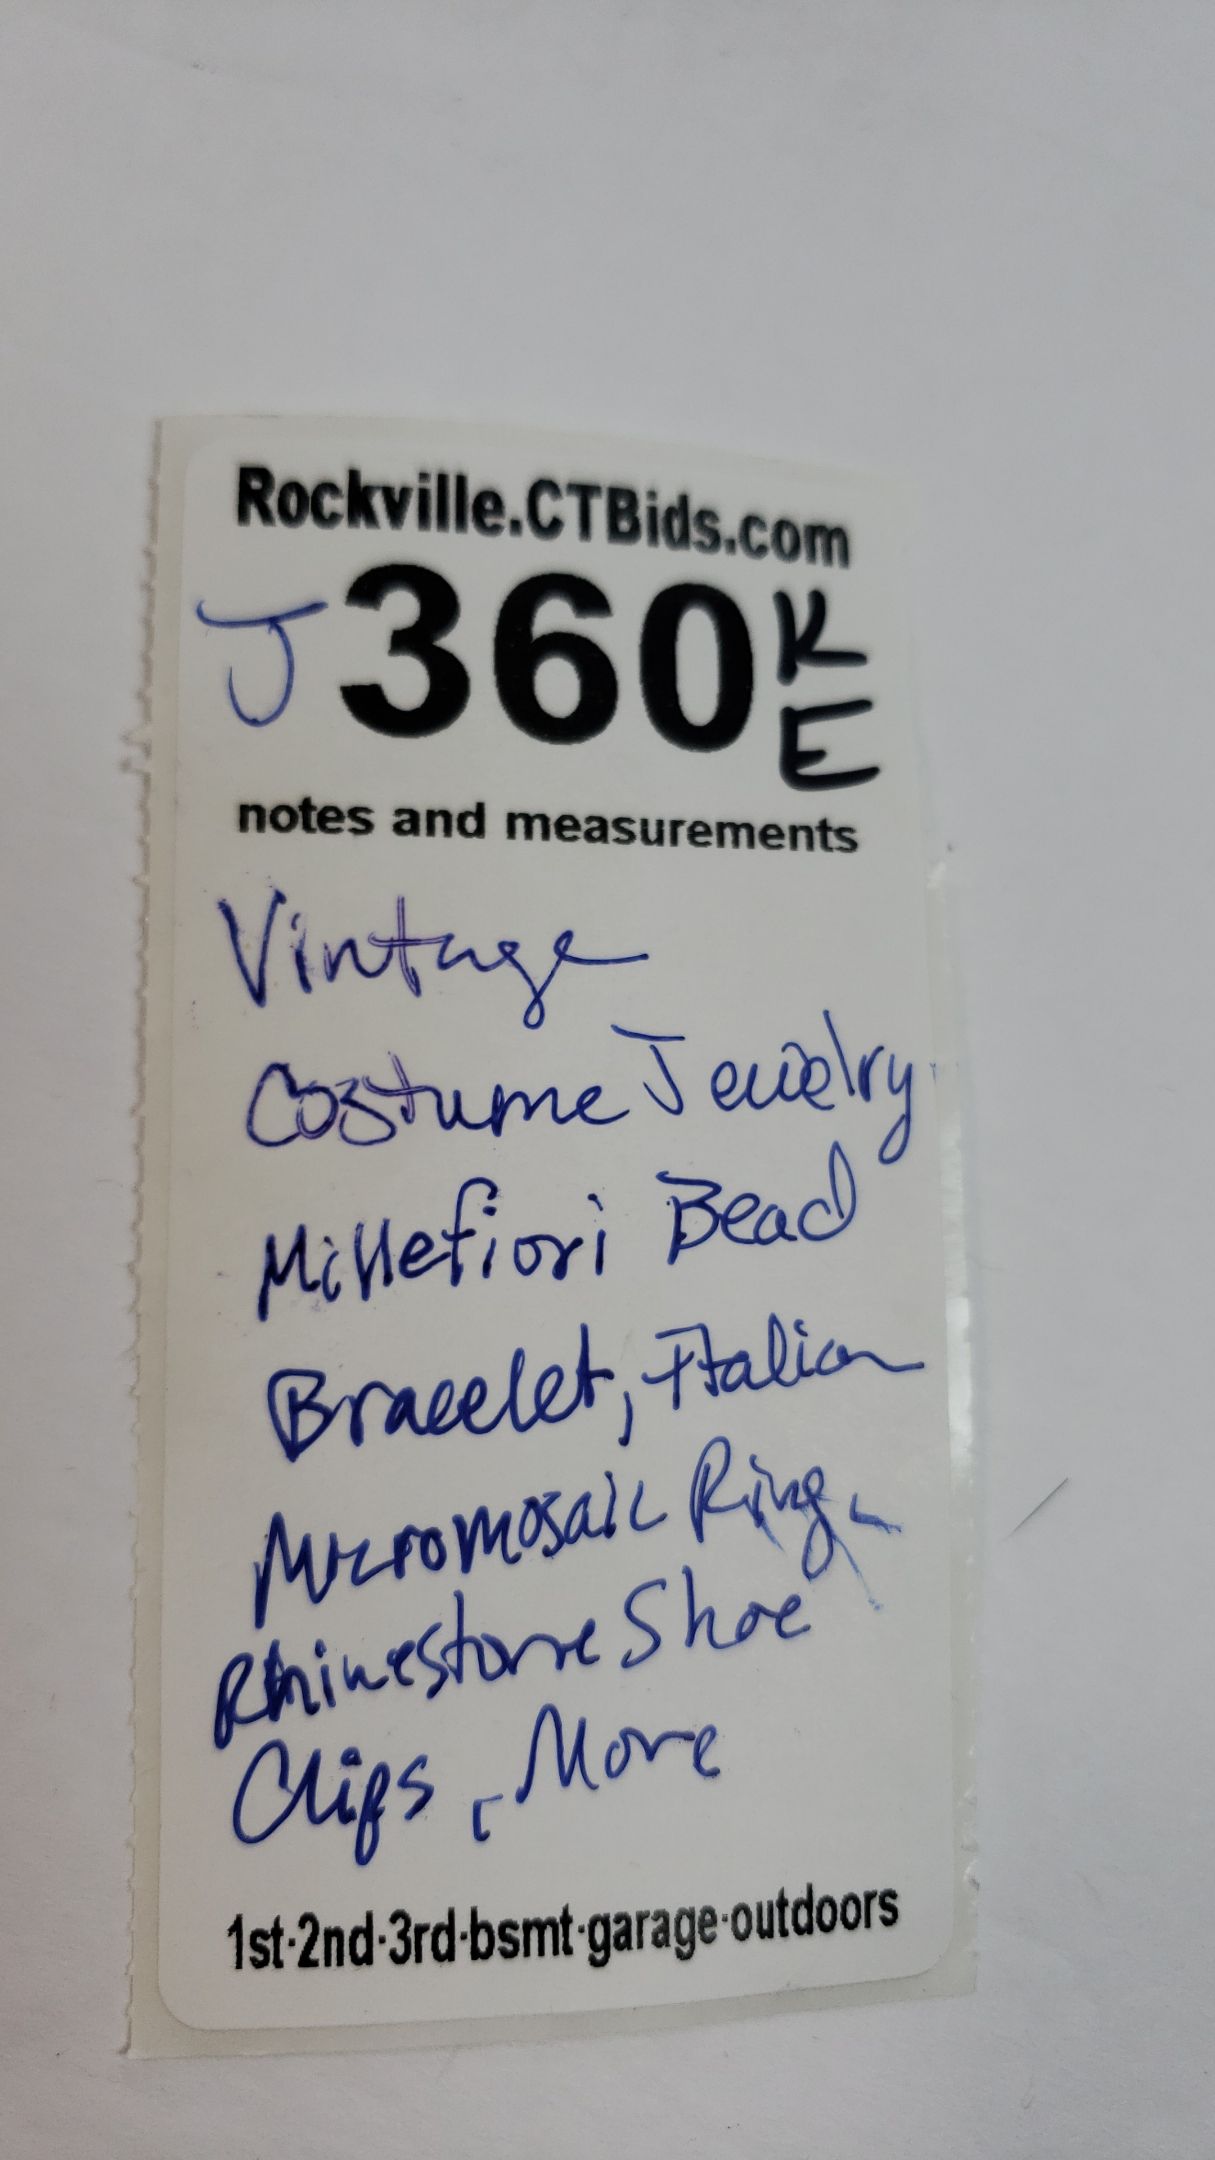 Rockville.CTBids.com
J 360 K
E
notes and measurements
Vintage
Costume Jewelry
Millefiori Bead
Bracelet, Italian
Micromosaic Ring,
Rhinestone Shoe
Clips, More
1st·2nd·3rd·bsmt·garage·outdoors